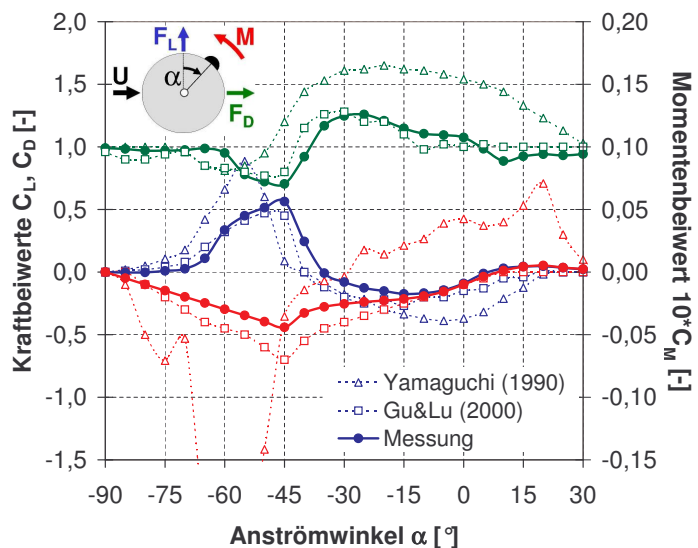 Kraftbeiwerte C_L, C_D [-]
2,0
1,5
1,0
0,5
0,0
-0,5
-1,0
-1,5
F_L
M
U
α
F_D
Yamaguchi (1990)
Gu&Lu (2000)
Messung
0,20
0,15
0,10
0,05
0,00
-0,05
-0,10
-0,15
Momentenbeiwert 10*C_M [-]
-90 -75 -60 -45 -30 -15 0 15 30
Anströmwinkel α [°]